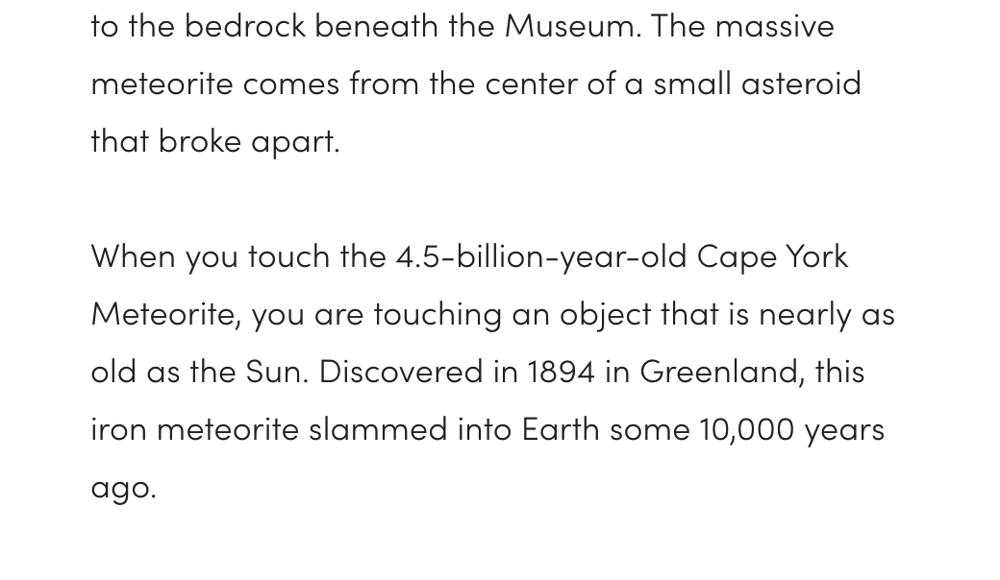 to the bedrock beneath the Museum. The massive
meteorite comes from the center of a small asteroid
that broke apart.
When you touch the 4.5-billion-year-old Cape York
Meteorite, you are touching an object that is nearly as
old as the Sun. Discovered in 1894 in Greenland, this
iron meteorite slammed into Earth some 10,000 years
ago.